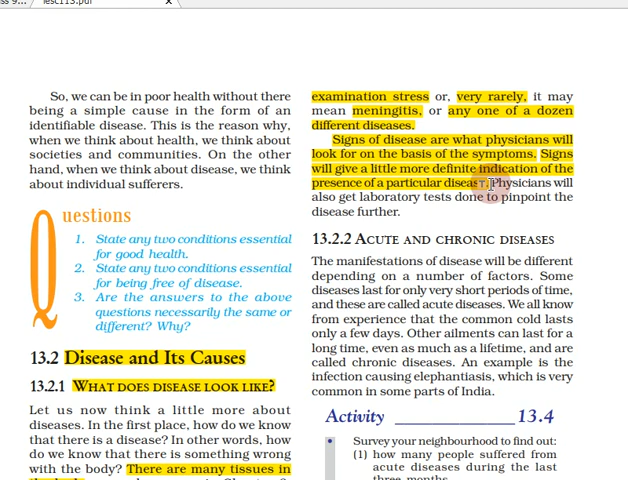 iesc113.pdf
x
So, we can be in poor health without there
being a simple cause in the form of an
identifiable disease. This is the reason why,
when we think about health, we think about
societies and communities. On the other
hand, when we think about disease, we think
about individual sufferers.
Questions
1. State any two conditions essential
for good health.
2. State any two conditions essential
for being free of disease.
3. Are the answers to the above
questions necessarily the same or
different? Why?
13.2 Disease and Its Causes
13.2.1 WHAT DOES DISEASE LOOK LIKE?
Let us now think a little more about
diseases. In the first place, how do we know
that there is a disease? In other words, how
do we know that there is something wrong
with the body? There are many tissues in
examination stress or, very rarely, it may
mean meningitis, or any one of a dozen
different diseases.
Signs of disease are what physicians will
look for on the basis of the symptoms. Signs
will give a little more definite indication of the
presence of a particular disease. Physicians will
also get laboratory tests done to pinpoint the
disease further.
13.2.2 ACUTE AND CHRONIC DISEASES
The manifestations of disease will be different
depending on a number of factors. Some
diseases last for only very short periods of time,
and these are called acute diseases. We all know
from experience that the common cold lasts
only a few days. Other ailments can last for a
long time, even as much as a lifetime, and are
called chronic diseases. An example is the
infection causing elephantiasis, which is very
common in some parts of India.
Activity 13.4
• Survey your neighbourhood to find out:
(1) how many people suffered from
acute diseases during the last
three months